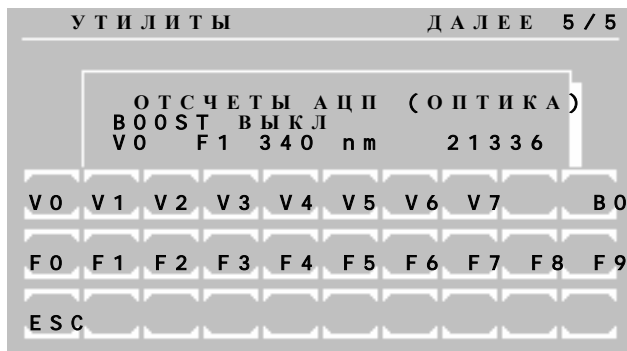 УТИЛИТЫ ДАЛЕЕ 5/5
ОТСЧЕТЫ АЦП (ОПТИКА)
BOOST ВЫКЛ
V0 F1 340 nm 21336
V0 V1 V2 V3 V4 V5 V6 V7 B0
F0 F1 F2 F3 F4 F5 F6 F7 F8 F9
ESC